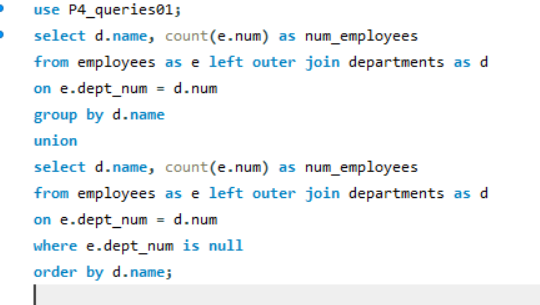 use P4_queries01;
select d.name, count(e.num) as num_employees
from employees as e left outer join departments as d
on e.dept_num = d.num
group by d.name
union
select d.name, count(e.num) as num_employees
from employees as e left outer join departments as d
on e.dept_num = d.num
where e.dept_num is null
order by d.name;